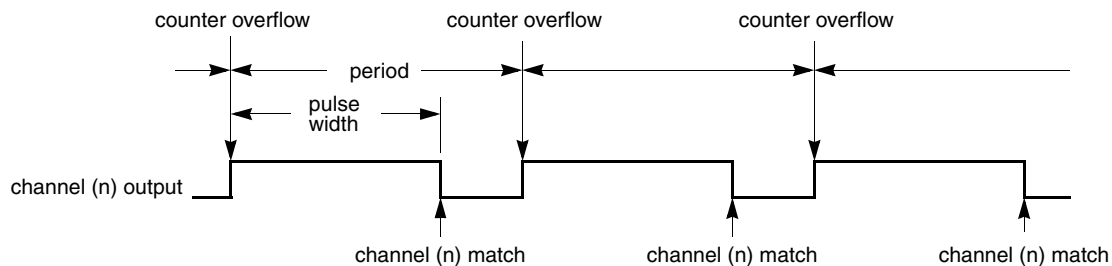 counter overflow
counter overflow
counter overflow
period
pulse
width
channel (n) output
channel (n) match
channel (n) match
channel (n) match